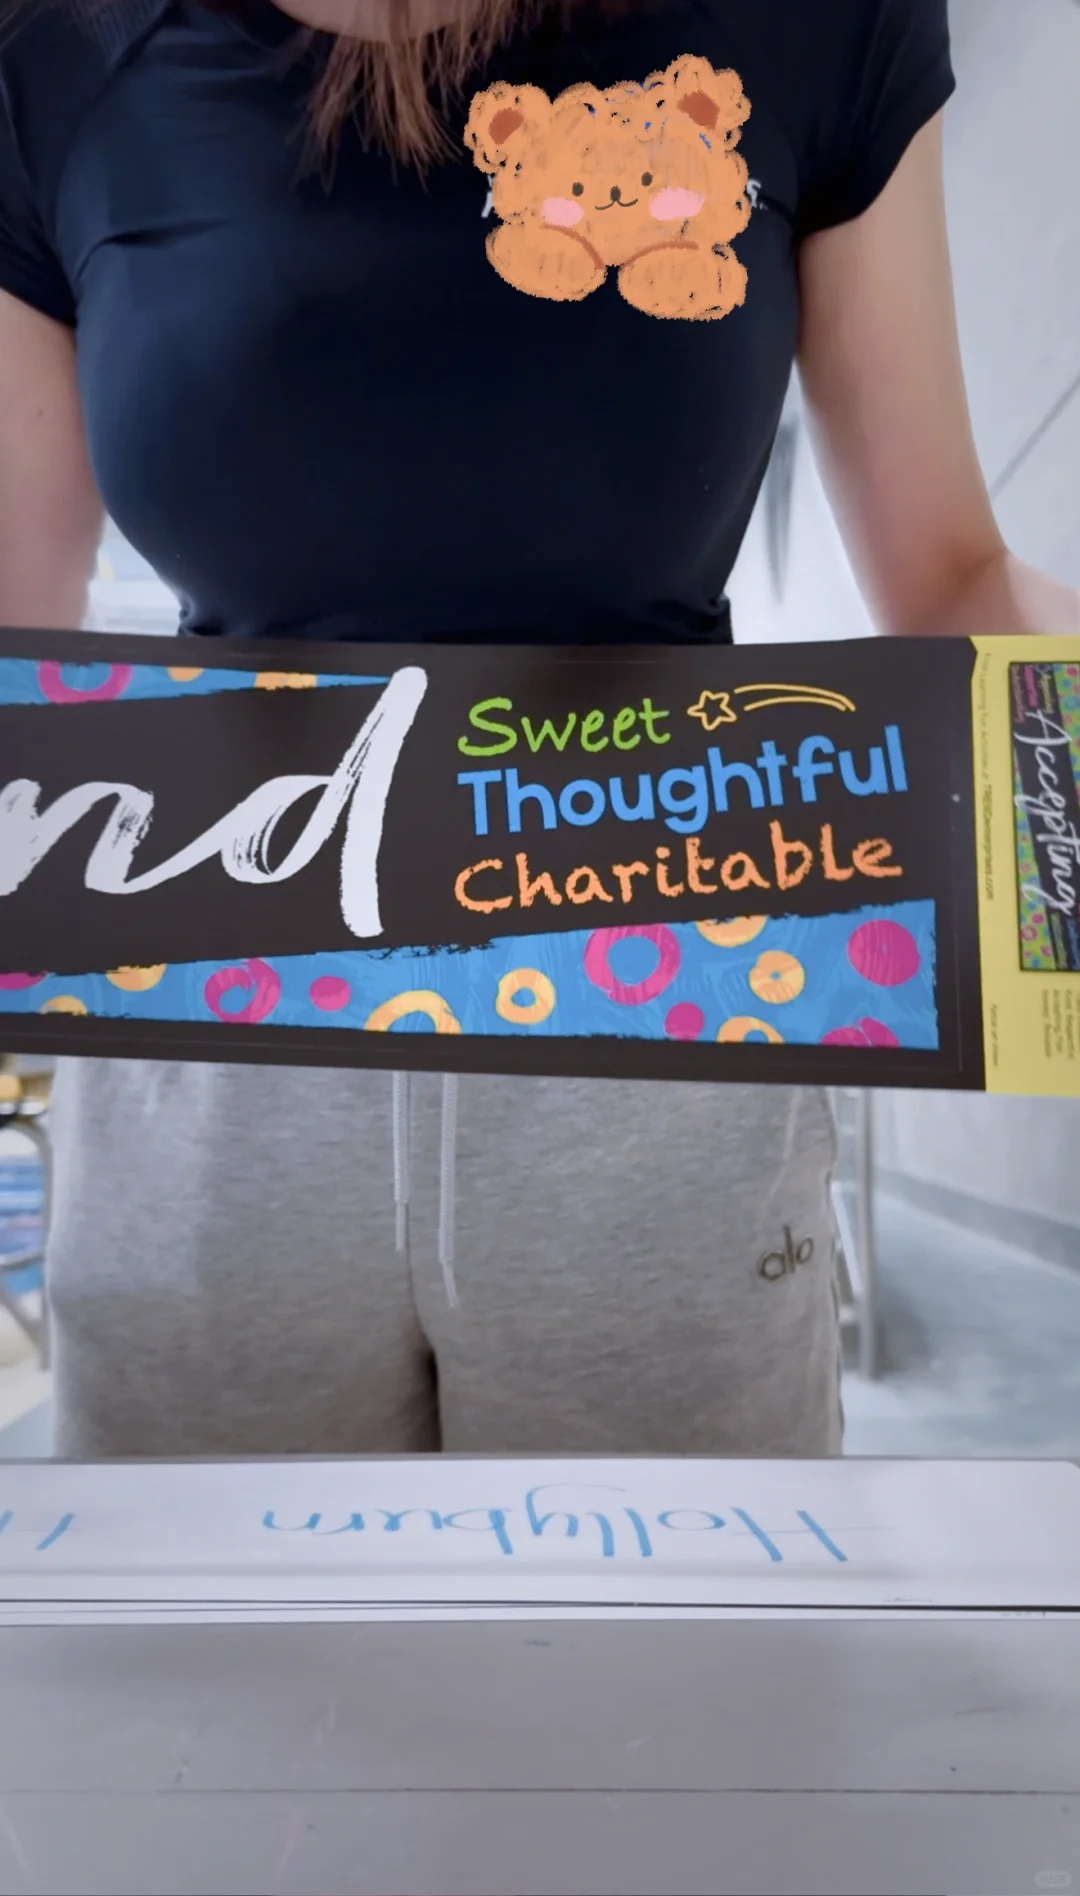 nd
Sweet
Thoughtful
Charitable
Accepting
alo
Hollyburn
H